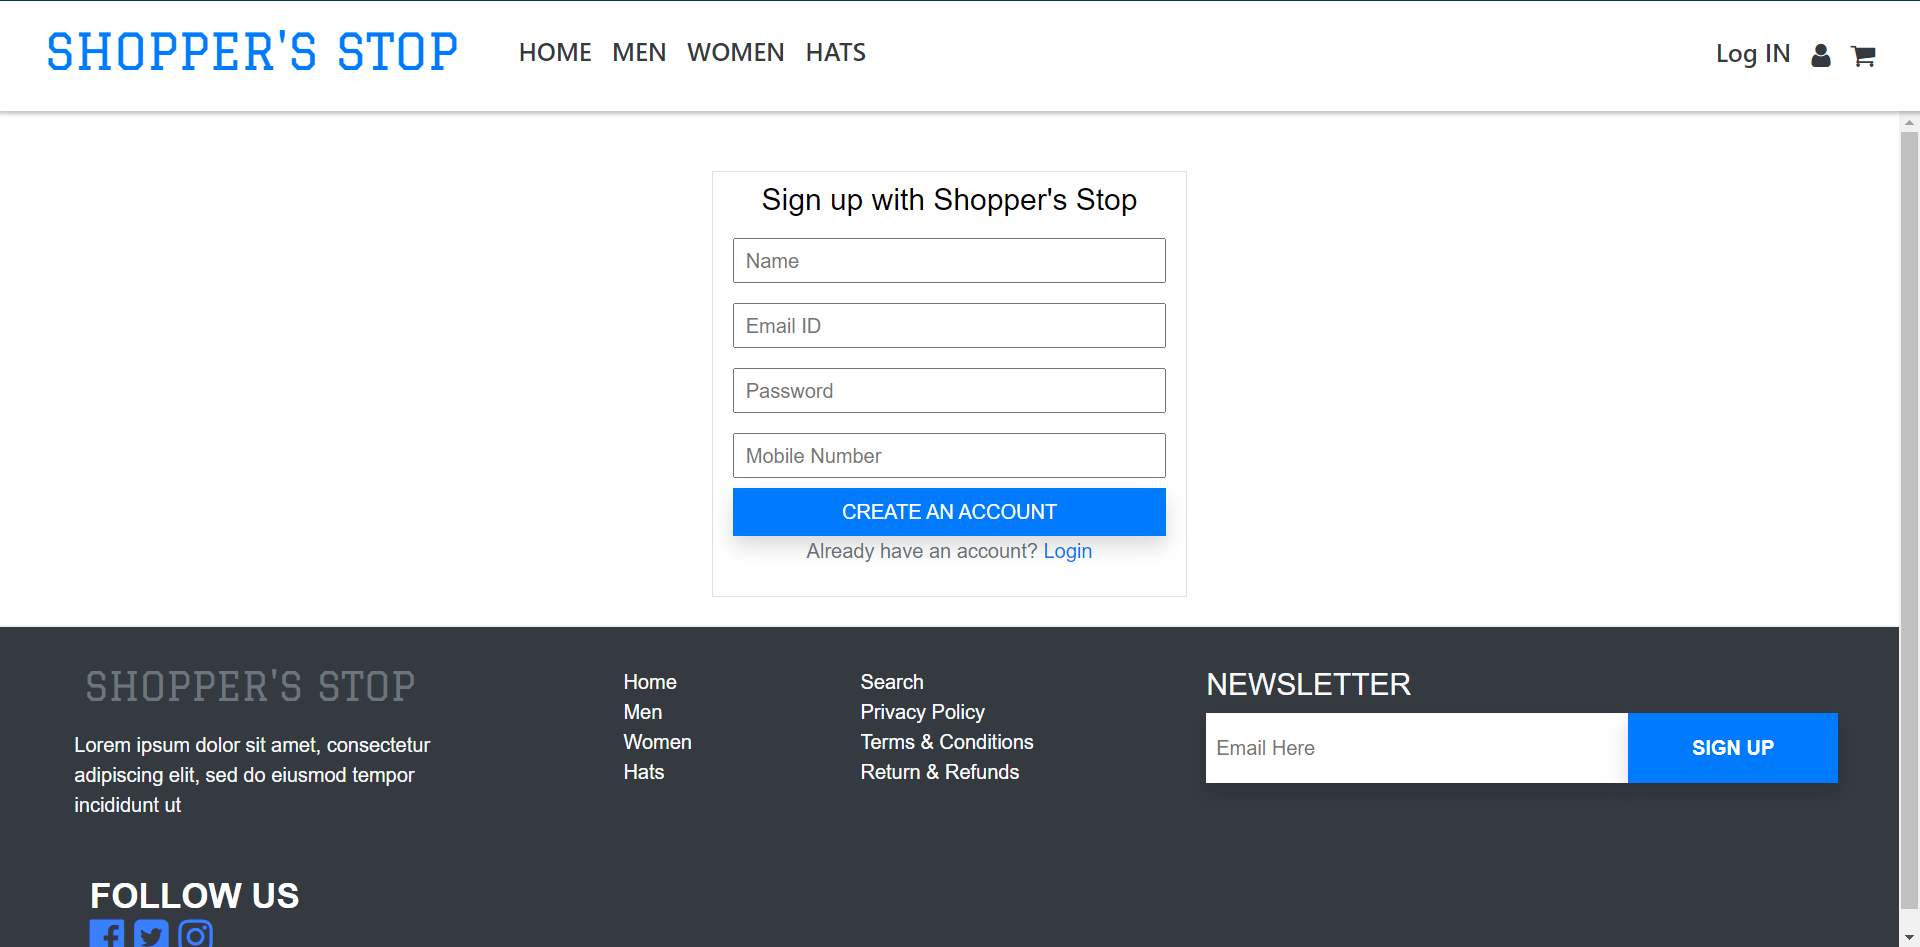 SHOPPER'S STOP
HOME MEN WOMEN HATS
Log IN
Sign up with Shopper's Stop
Name
Email ID
Password
Mobile Number
CREATE AN ACCOUNT
Already have an account? Login
SHOPPER'S STOP
Lorem ipsum dolor sit amet, consectetur
adipiscing elit, sed do eiusmod tempor
incididunt ut
Home
Men
Women
Hats
Search
Privacy Policy
Terms & Conditions
Return & Refunds
NEWSLETTER
Email Here
SIGN UP
FOLLOW US